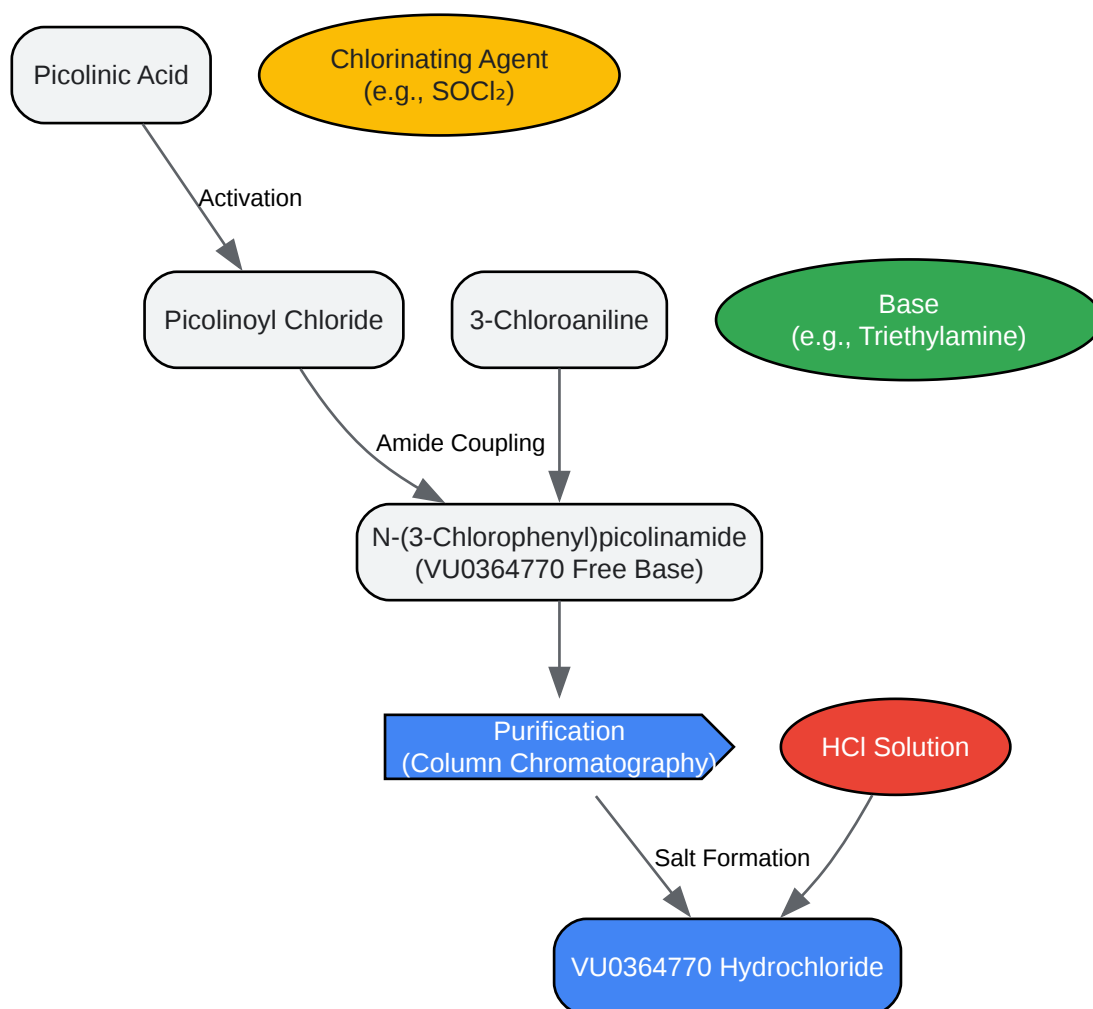 Picolinic Acid
Chlorinating Agent
(e.g., SOCl₂)
Activation
Picolinoyl Chloride
3-Chloroaniline
Base
(e.g., Triethylamine)
Amide Coupling
N-(3-Chlorophenyl)picolinamide
(VU0364770 Free Base)
Purification
(Column Chromatography)
HCl Solution
Salt Formation
VU0364770 Hydrochloride